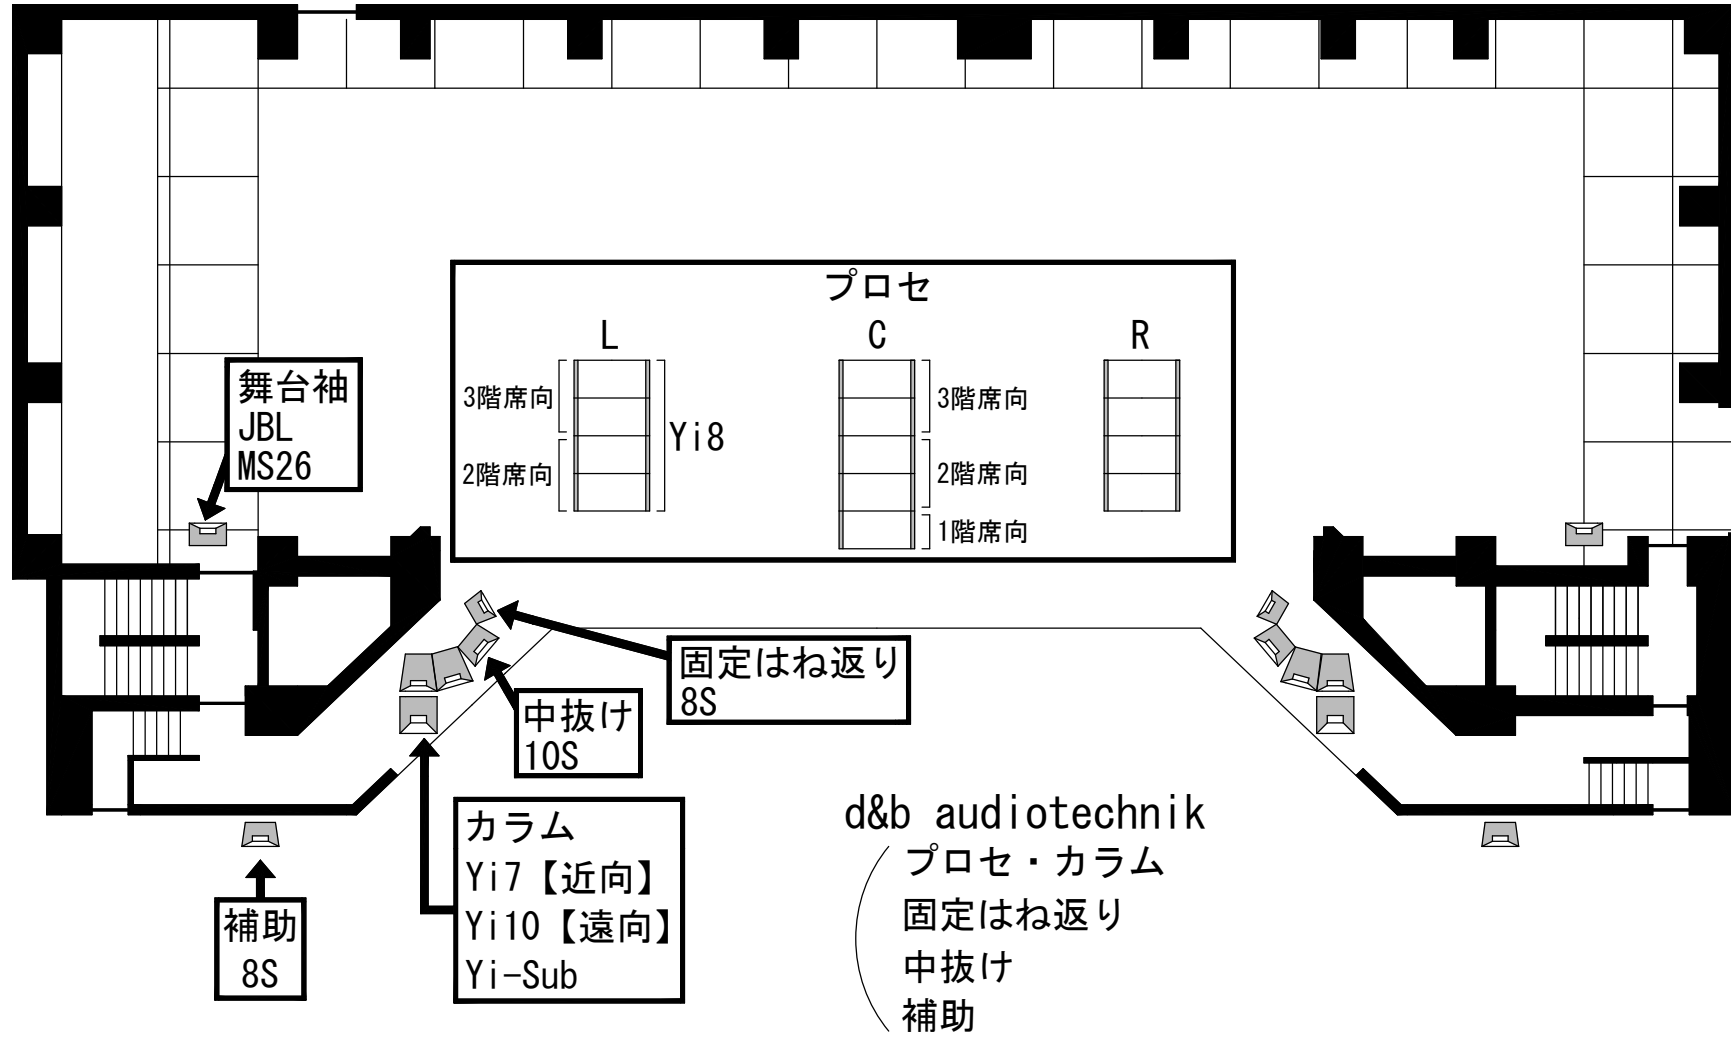 プロセ
L
C
R
3階席向
2階席向
Yi8
3階席向
2階席向
1階席向
舞台袖
JBL
MS26
固定はね返り
8S
中抜け
10S
カラム
Yi7【近向】
Yi10【遠向】
Yi-Sub
補助
8S
d&b audiotechnik
プロセ・カラム
固定はね返り
中抜け
補助